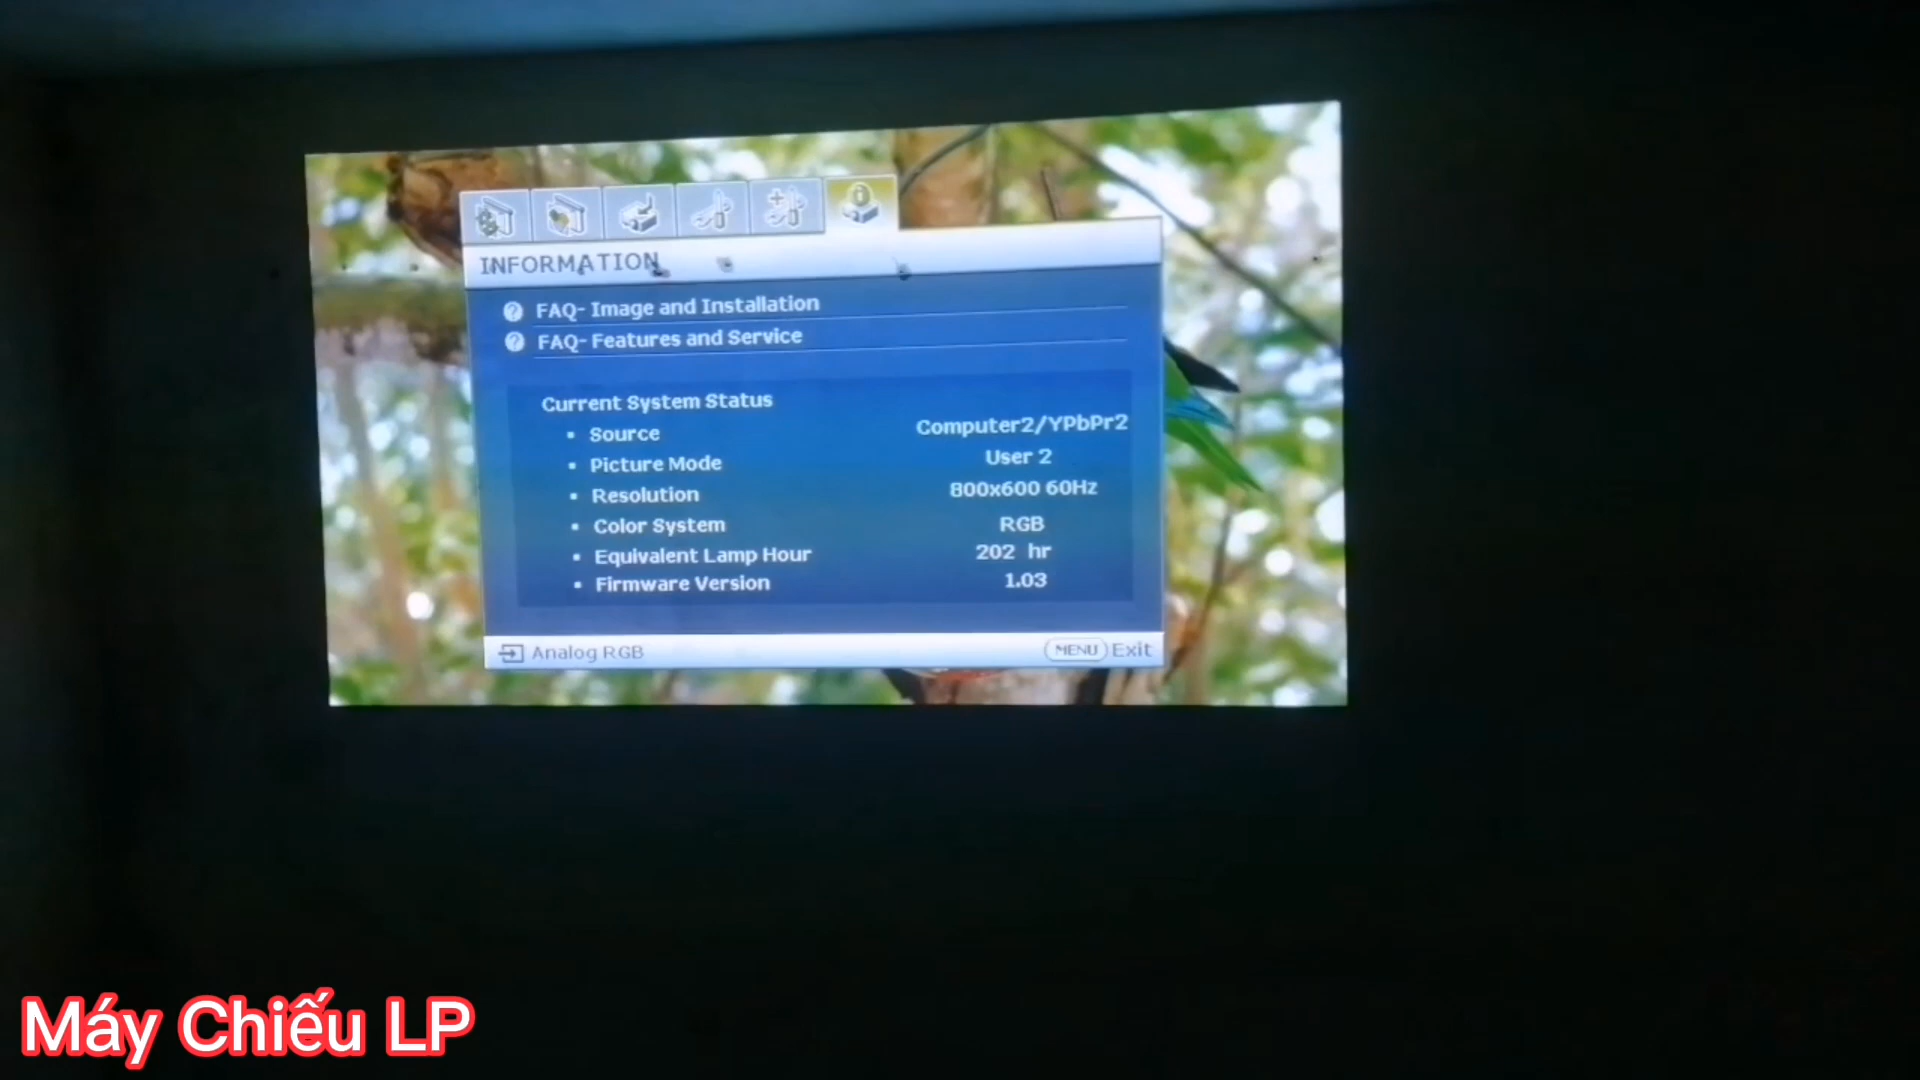 INFORMATION
FAQ- Image and Installation
FAQ- Features and Service
Current System Status
• Source Computer2/YPbPr2
• Picture Mode User 2
• Resolution 800x600 60Hz
• Color System RGB
• Equivalent Lamp Hour 202 hr
• Firmware Version 1.03
Analog RGB MENU Exit
Máy Chiếu LP